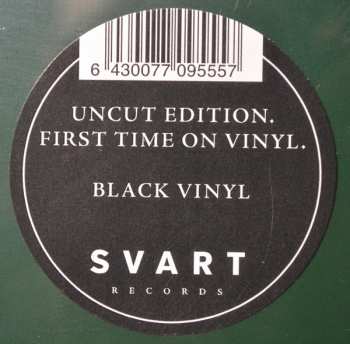 6 430077 095557
UNCUT EDITION.
FIRST TIME ON VINYL.
BLACK VINYL
SVART
RECORDS